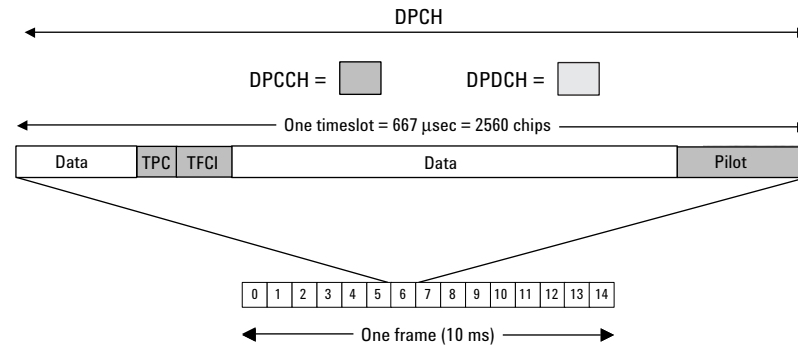 DPCH
DPCCH = DPDCH =
One timeslot = 667 μsec = 2560 chips
Data TPC TFCI Data Pilot
0 1 2 3 4 5 6 7 8 9 10 11 12 13 14
One frame (10 ms)